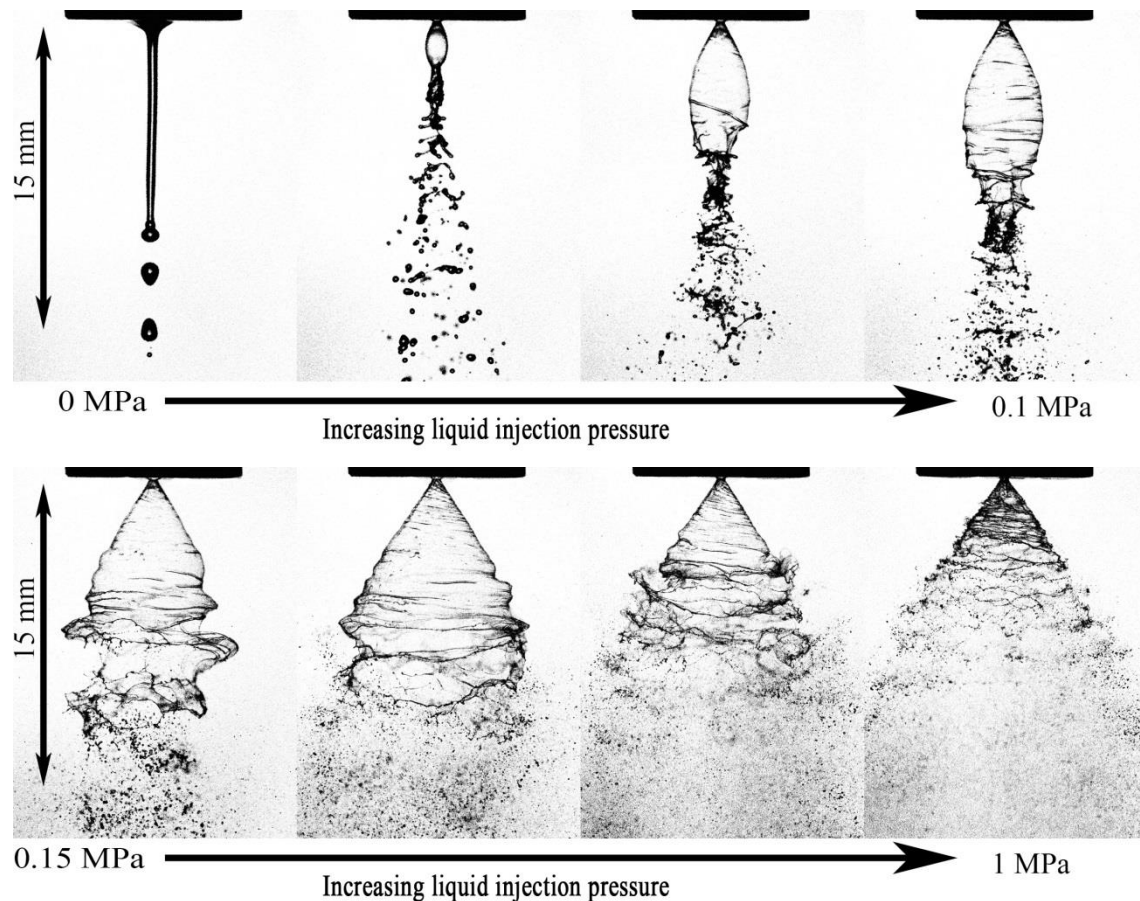 15 mm
0 MPa
0.1 MPa
Increasing liquid injection pressure
15 mm
0.15 MPa
1 MPa
Increasing liquid injection pressure